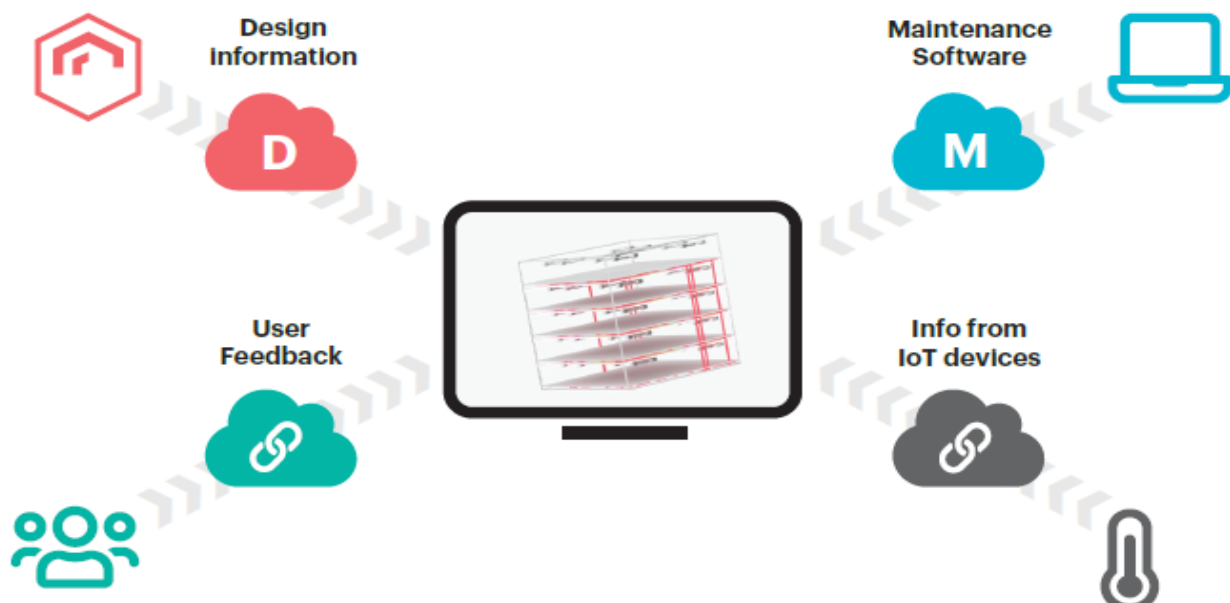 Design
Information
D
Maintenance
Software
M
User
Feedback
Info from
IoT devices